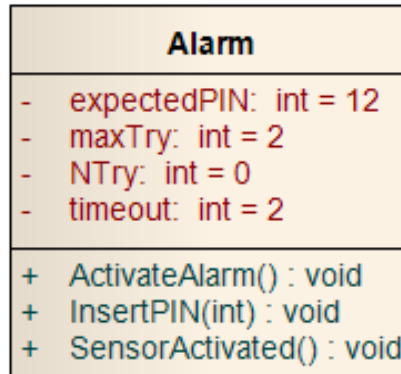 Alarm
- expectedPIN: int = 12
- maxTry: int = 2
- NTry: int = 0
- timeout: int = 2
+ ActivateAlarm() : void
+ InsertPIN(int) : void
+ SensorActivated() : void